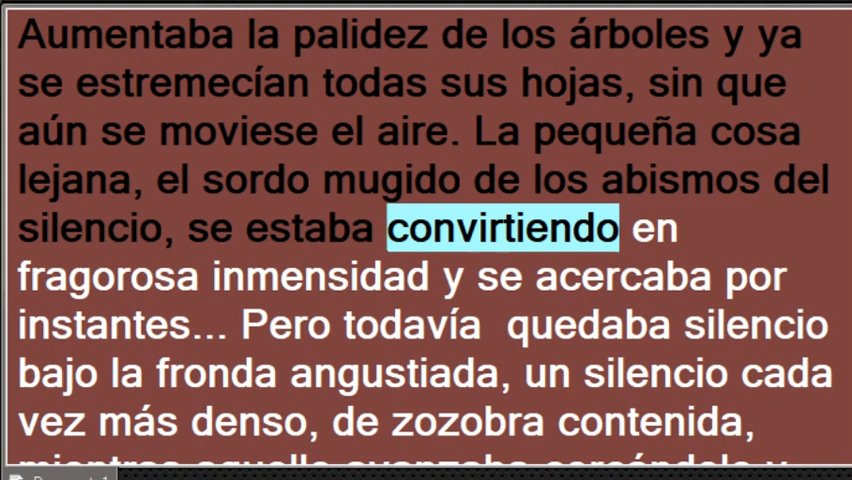 Aumentaba la palidez de los árboles y ya
se estremecían todas sus hojas, sin que
aún se moviese el aire. La pequeña cosa
lejana, el sordo mugido de los abismos del
silencio, se estaba convirtiendo en
fragorosa inmensidad y se acercaba por
instantes... Pero todavía  quedaba silencio
bajo la fronda angustiada, un silencio cada
vez más denso, de zozobra contenida,